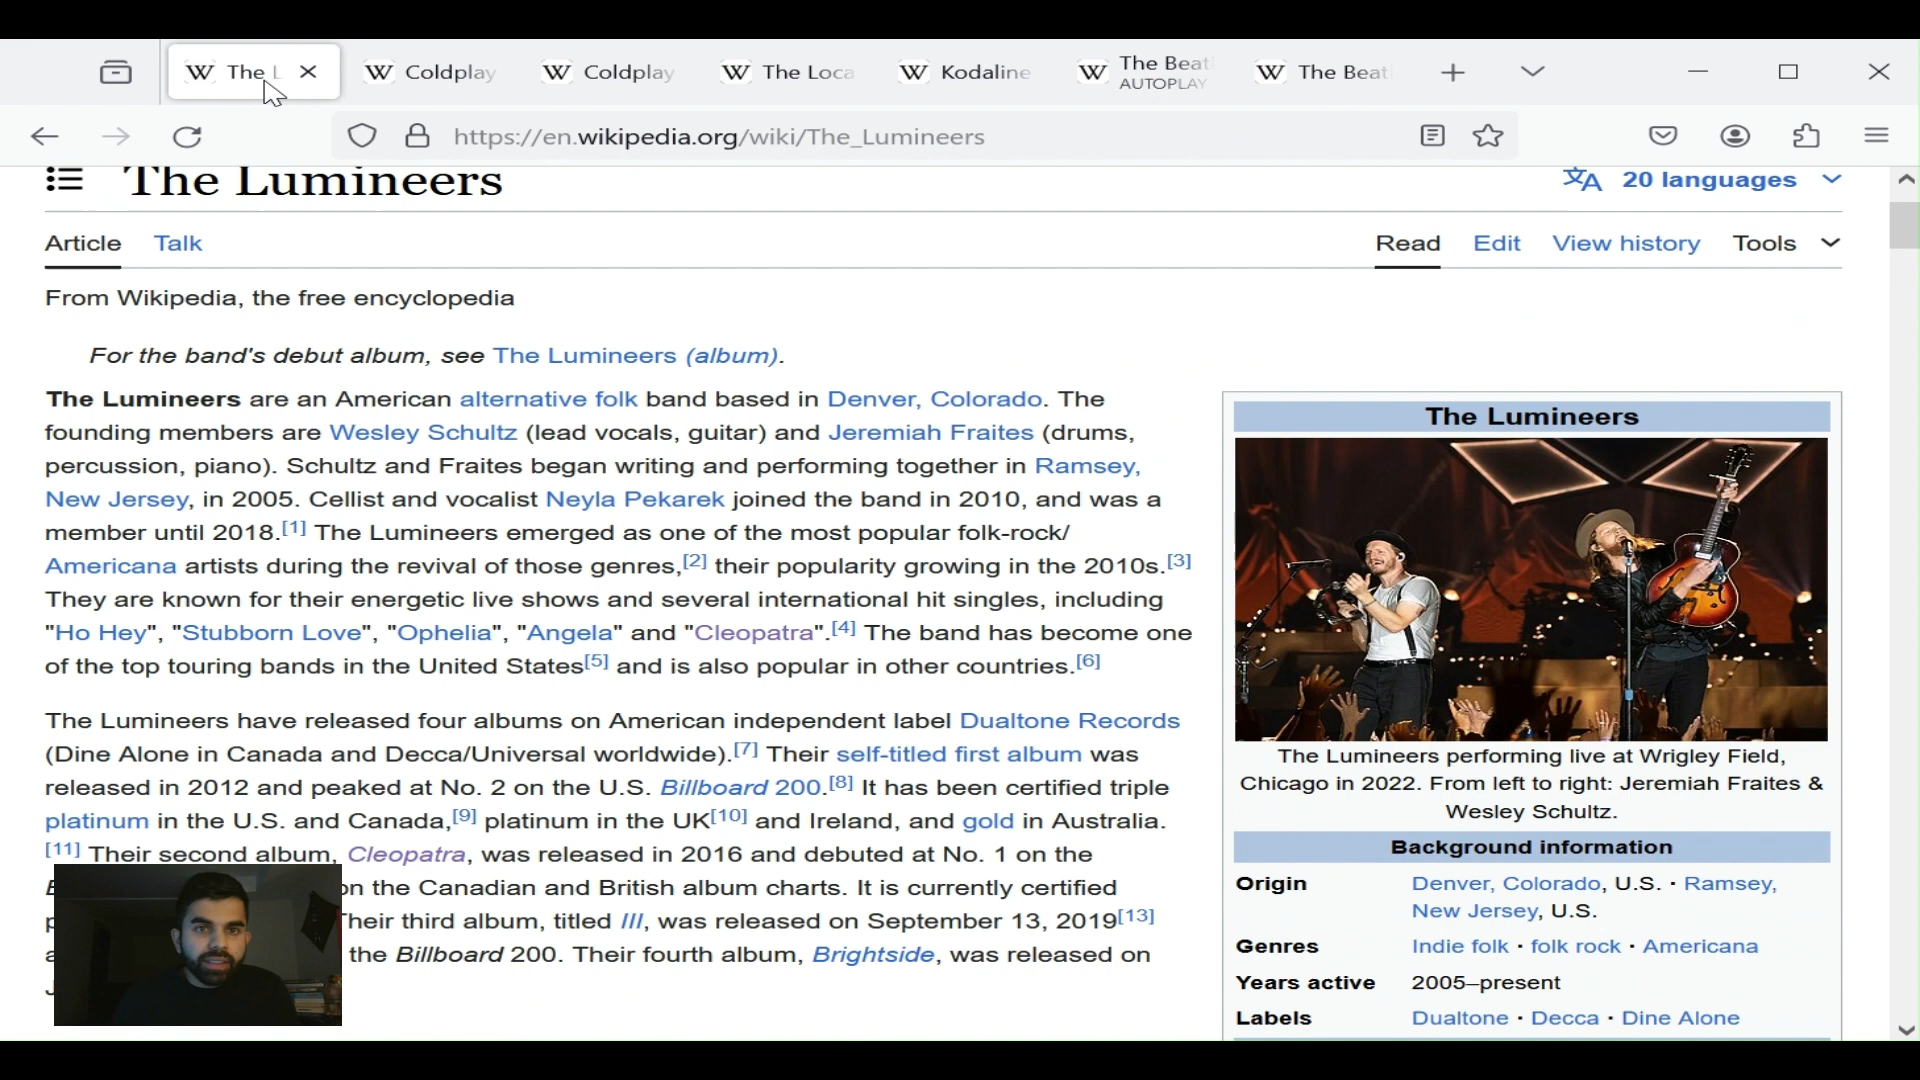 The L
Coldplay
Coldplay
The Loca
Kodaline
The Beat
AUTOPLAY
The Beat
https://en.wikipedia.org/wiki/The_Lumineers
The Lumineers
20 languages
Article Talk
Read Edit View history Tools
From Wikipedia, the free encyclopedia
For the band's debut album, see The Lumineers (album).
The Lumineers are an American alternative folk band based in Denver, Colorado. The
founding members are Wesley Schultz (lead vocals, guitar) and Jeremiah Fraites (drums,
percussion, piano). Schultz and Fraites began writing and performing together in Ramsey,
New Jersey, in 2005. Cellist and vocalist Neyla Pekarek joined the band in 2010, and was a
member until 2018.[1] The Lumineers emerged as one of the most popular folk-rock/
Americana artists during the revival of those genres,[2] their popularity growing in the 2010s.[3]
They are known for their energetic live shows and several international hit singles, including
"Ho Hey", "Stubborn Love", "Ophelia", "Angela" and "Cleopatra".[4] The band has become one
of the top touring bands in the United States[5] and is also popular in other countries.[6]
The Lumineers have released four albums on American independent label Dualtone Records
(Dine Alone in Canada and Decca/Universal worldwide).[7] Their self-titled first album was
released in 2012 and peaked at No. 2 on the U.S. Billboard 200.[8] It has been certified triple
platinum in the U.S. and Canada,[9] platinum in the UK[10] and Ireland, and gold in Australia.
[11] Their second album, Cleopatra, was released in 2016 and debuted at No. 1 on the
on the Canadian and British album charts. It is currently certified
Their third album, titled III, was released on September 13, 2019[13]
the Billboard 200. Their fourth album, Brightside, was released on
The Lumineers
The Lumineers performing live at Wrigley Field,
Chicago in 2022. From left to right: Jeremiah Fraites &
Wesley Schultz.
Background information
Origin Denver, Colorado, U.S. · Ramsey,
New Jersey, U.S.
Genres Indie folk · folk rock · Americana
Years active 2005–present
Labels Dualtone · Decca · Dine Alone